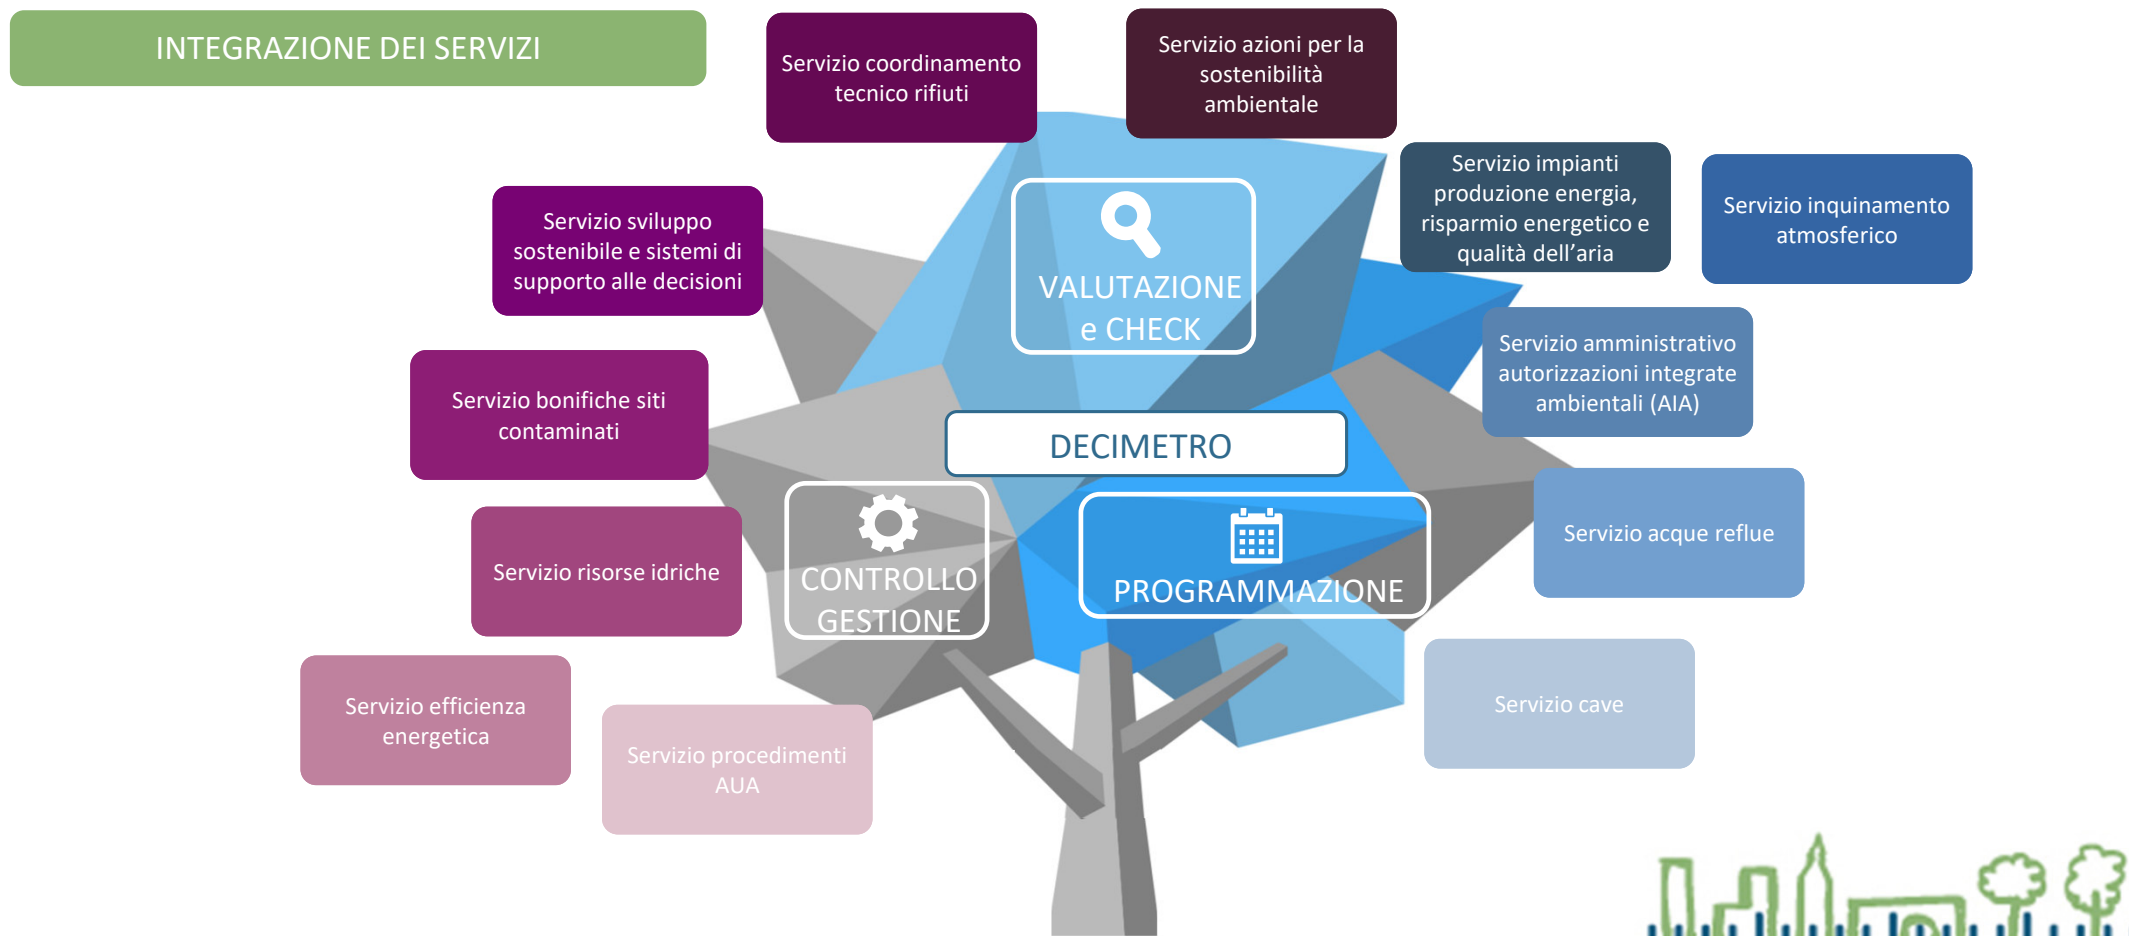 INTEGRAZIONE DEI SERVIZI
Servizio coordinamento
tecnico rifiuti
Servizio azioni per la
sostenibilità
ambientale
Servizio impianti
produzione energia,
risparmio energetico e
qualità dell’aria
Servizio inquinamento
atmosferico
Servizio sviluppo
sostenibile e sistemi di
supporto alle decisioni
VALUTAZIONE
e CHECK
Servizio amministrativo
autorizzazioni integrate
ambientali (AIA)
Servizio bonifiche siti
contaminati
DECIMETRO
Servizio acque reflue
Servizio risorse idriche
CONTROLLO
GESTIONE
PROGRAMMAZIONE
Servizio efficienza
energetica
Servizio procedimenti
AUA
Servizio cave